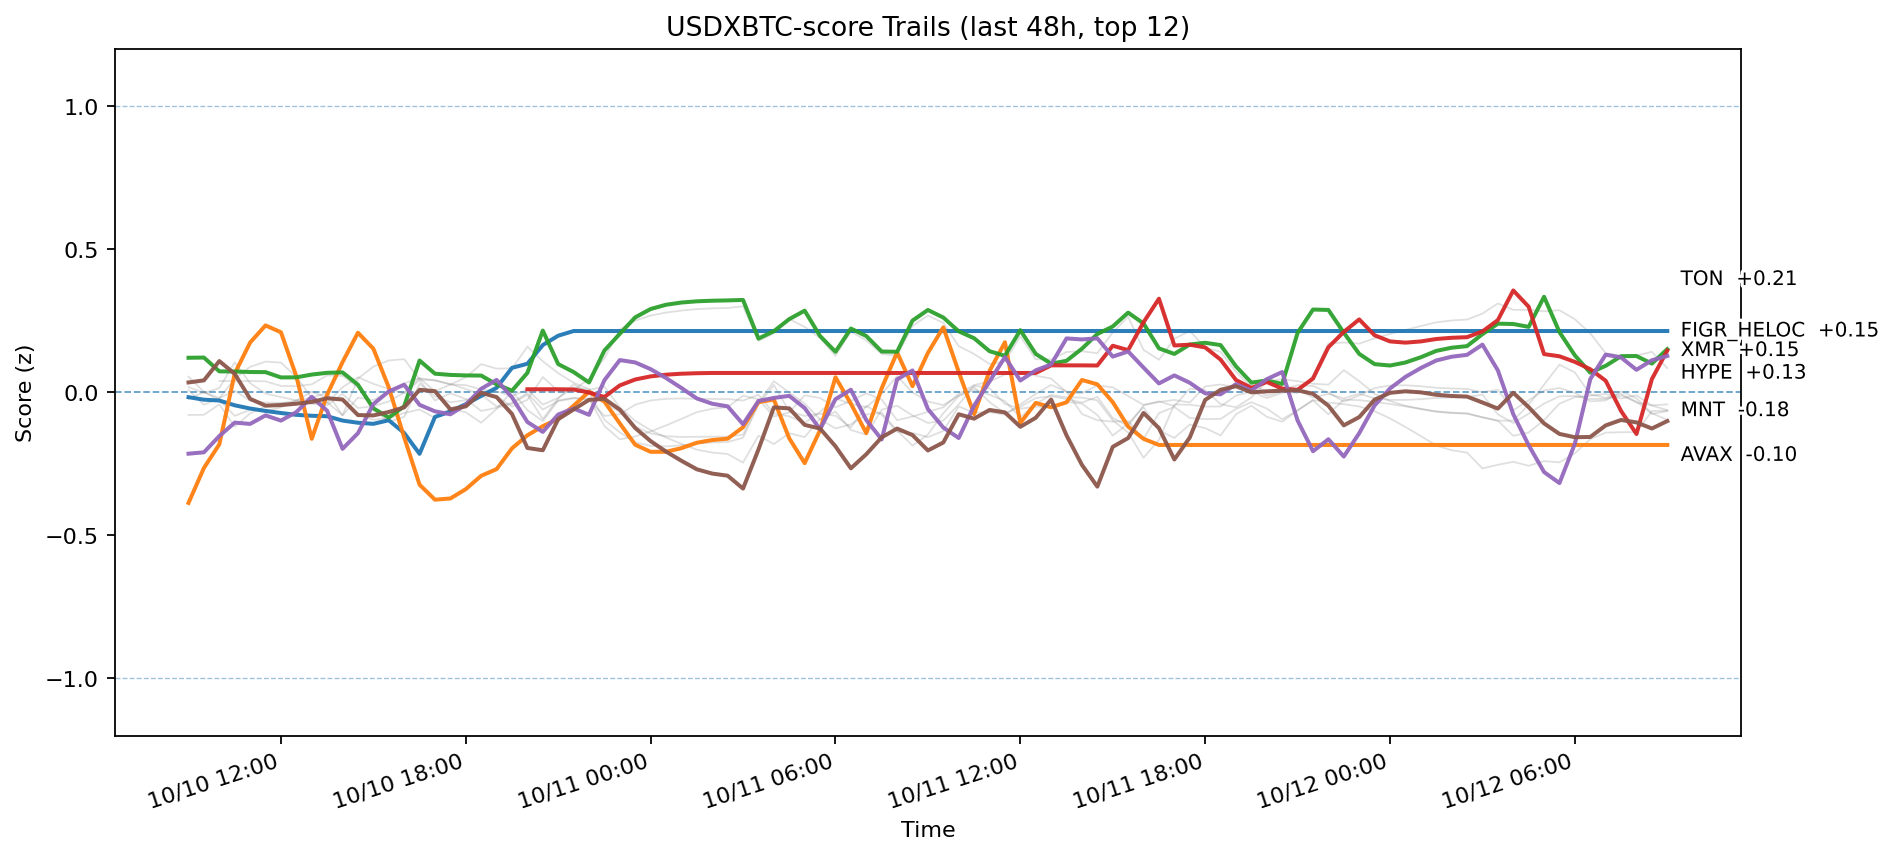 USDXBTC-score Trails (last 48h, top 12)
Score (z)
1.0
0.5
0.0
−0.5
−1.0
TON +0.21
FIGR_HELOC +0.15
XMR +0.15
HYPE +0.13
MNT -0.18
AVAX -0.10
10/10 12:00
10/10 18:00
10/11 00:00
10/11 06:00
10/11 12:00
10/11 18:00
10/12 00:00
10/12 06:00
Time